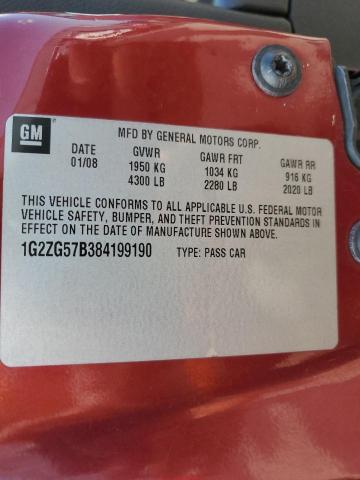 GM
MFD BY GENERAL MOTORS CORP.
DATE GVWR GAWR FRT GAWR RR
01/08 1950 KG 1034 KG 916 KG
4300 LB 2280 LB 2020 LB
THIS VEHICLE CONFORMS TO ALL APPLICABLE U.S. FEDERAL MOTOR
VEHICLE SAFETY, BUMPER, AND THEFT PREVENTION STANDARDS IN
EFFECT ON THE DATE OF MANUFACTURE SHOWN ABOVE.
1G2ZG57B384199190 TYPE: PASS CAR